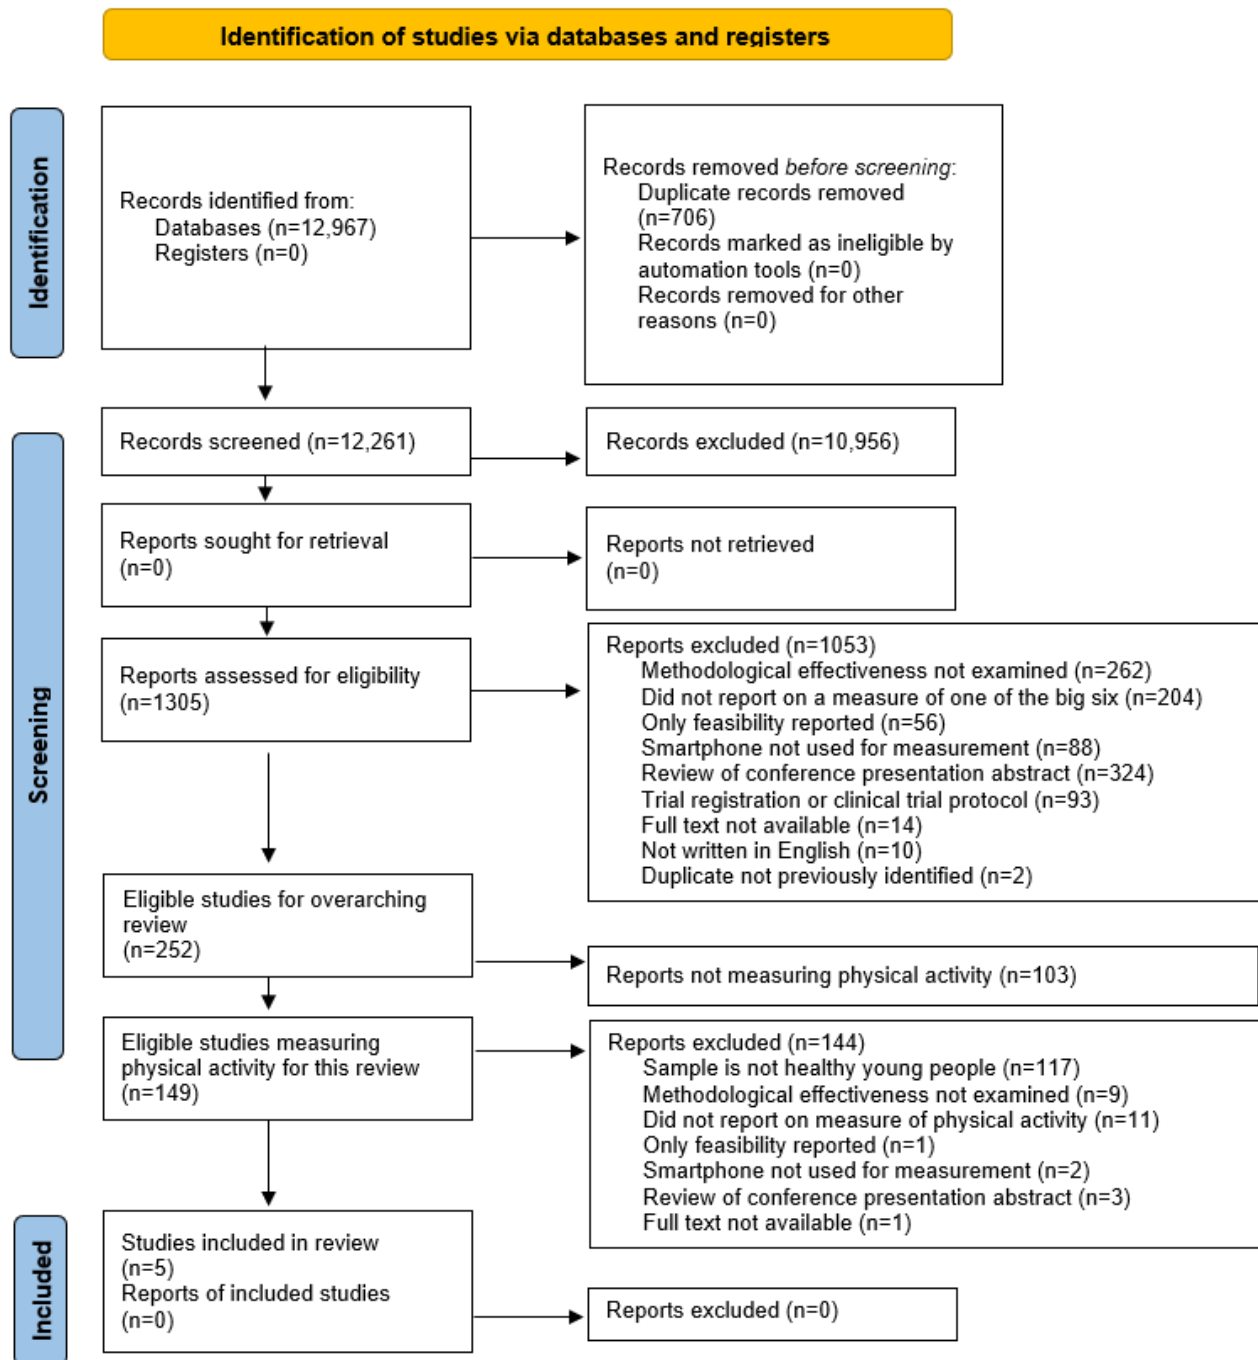 Identification of studies via databases and registers
Identification
Records identified from:
Databases (n=12,967)
Registers (n=0)
Records removed before screening:
Duplicate records removed
(n=706)
Records marked as ineligible by
automation tools (n=0)
Records removed for other
reasons (n=0)
Screening
Records screened (n=12,261)
Records excluded (n=10,956)
Reports sought for retrieval
(n=0)
Reports not retrieved
(n=0)
Reports assessed for eligibility
(n=1305)
Reports excluded (n=1053)
Methodological effectiveness not examined (n=262)
Did not report on a measure of one of the big six (n=204)
Only feasibility reported (n=56)
Smartphone not used for measurement (n=88)
Review of conference presentation abstract (n=324)
Trial registration or clinical trial protocol (n=93)
Full text not available (n=14)
Not written in English (n=10)
Duplicate not previously identified (n=2)
Eligible studies for overarching
review
(n=252)
Reports not measuring physical activity (n=103)
Eligible studies measuring
physical activity for this review
(n=149)
Reports excluded (n=144)
Sample is not healthy young people (n=117)
Methodological effectiveness not examined (n=9)
Did not report on measure of physical activity (n=11)
Only feasibility reported (n=1)
Smartphone not used for measurement (n=2)
Review of conference presentation abstract (n=3)
Full text not available (n=1)
Included
Studies included in review
(n=5)
Reports of included studies
(n=0)
Reports excluded (n=0)